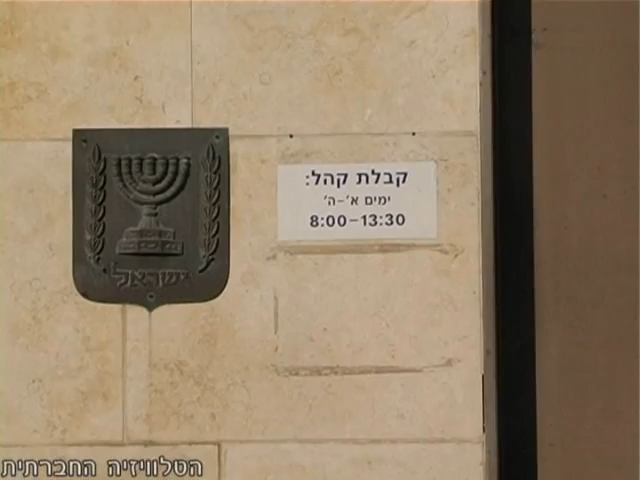 קבלת קהל:
ימים א'-ה'
8:00-13:30
ישראל
הטלוויזיה החברתית